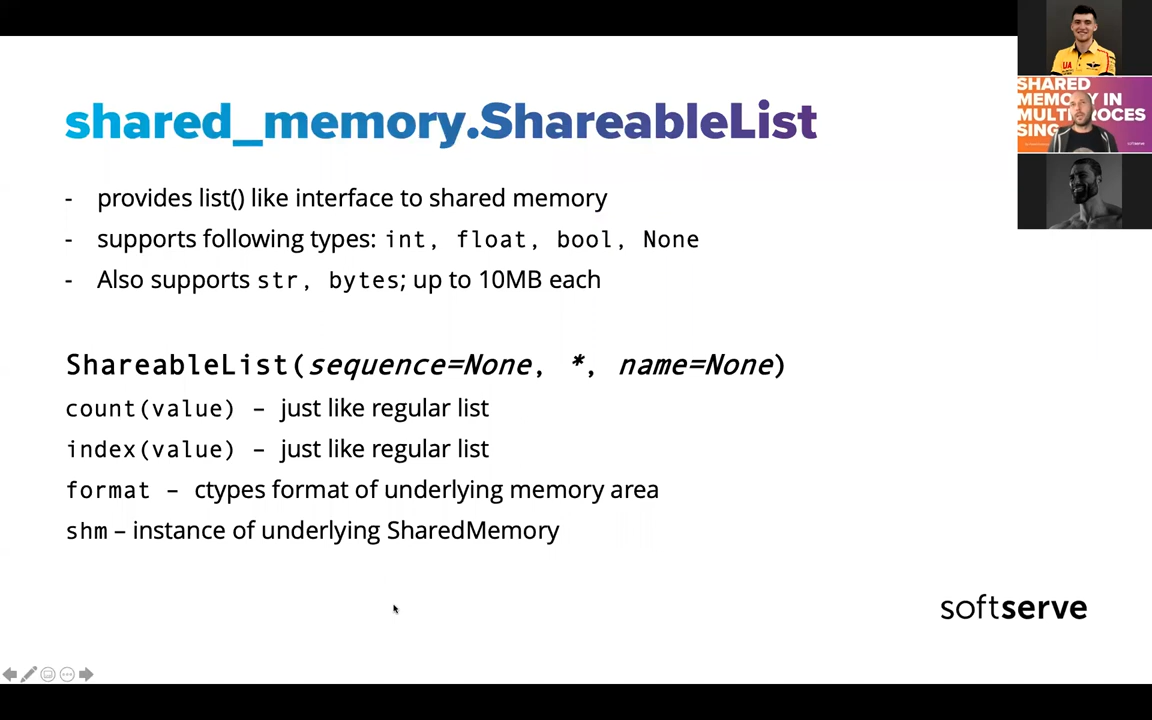 shared_memory.ShareableList
- provides list() like interface to shared memory
- supports following types: int, float, bool, None
- Also supports str, bytes; up to 10MB each
ShareableList(sequence=None, *, name=None)
count(value) – just like regular list
index(value) – just like regular list
format – ctypes format of underlying memory area
shm – instance of underlying SharedMemory
softserve
UA
SHARED
MEMORY IN
MULTIPROCES
SING
softserve